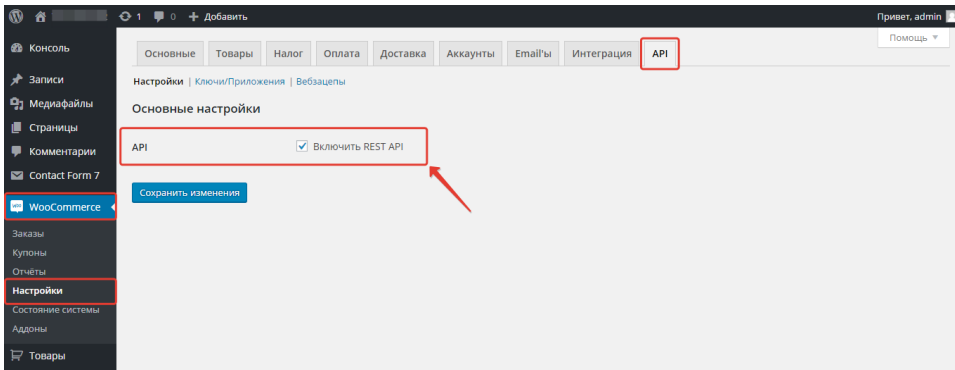 1 0 + Добавить Привет, admin
Помощь ▼
Консоль
Записи
Медиафайлы
Страницы
Комментарии
Contact Form 7
WooCommerce
Заказы
Купоны
Отчёты
Настройки
Состояние системы
Аддоны
Товары
Основные Товары Налог Оплата Доставка Аккаунты Email'ы Интеграция API
Настройки | Ключи/Приложения | Вебзацепы
Основные настройки
API Включить REST API
Сохранить изменения